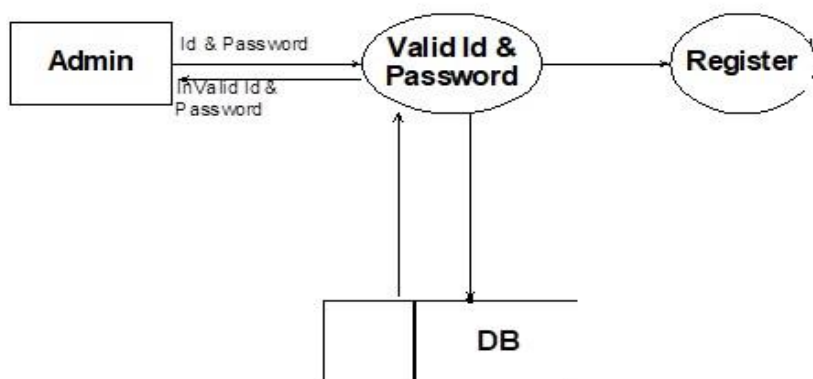 Admin
Id & Password
InValid Id &
Password
Valid Id &
Password
Register
DB